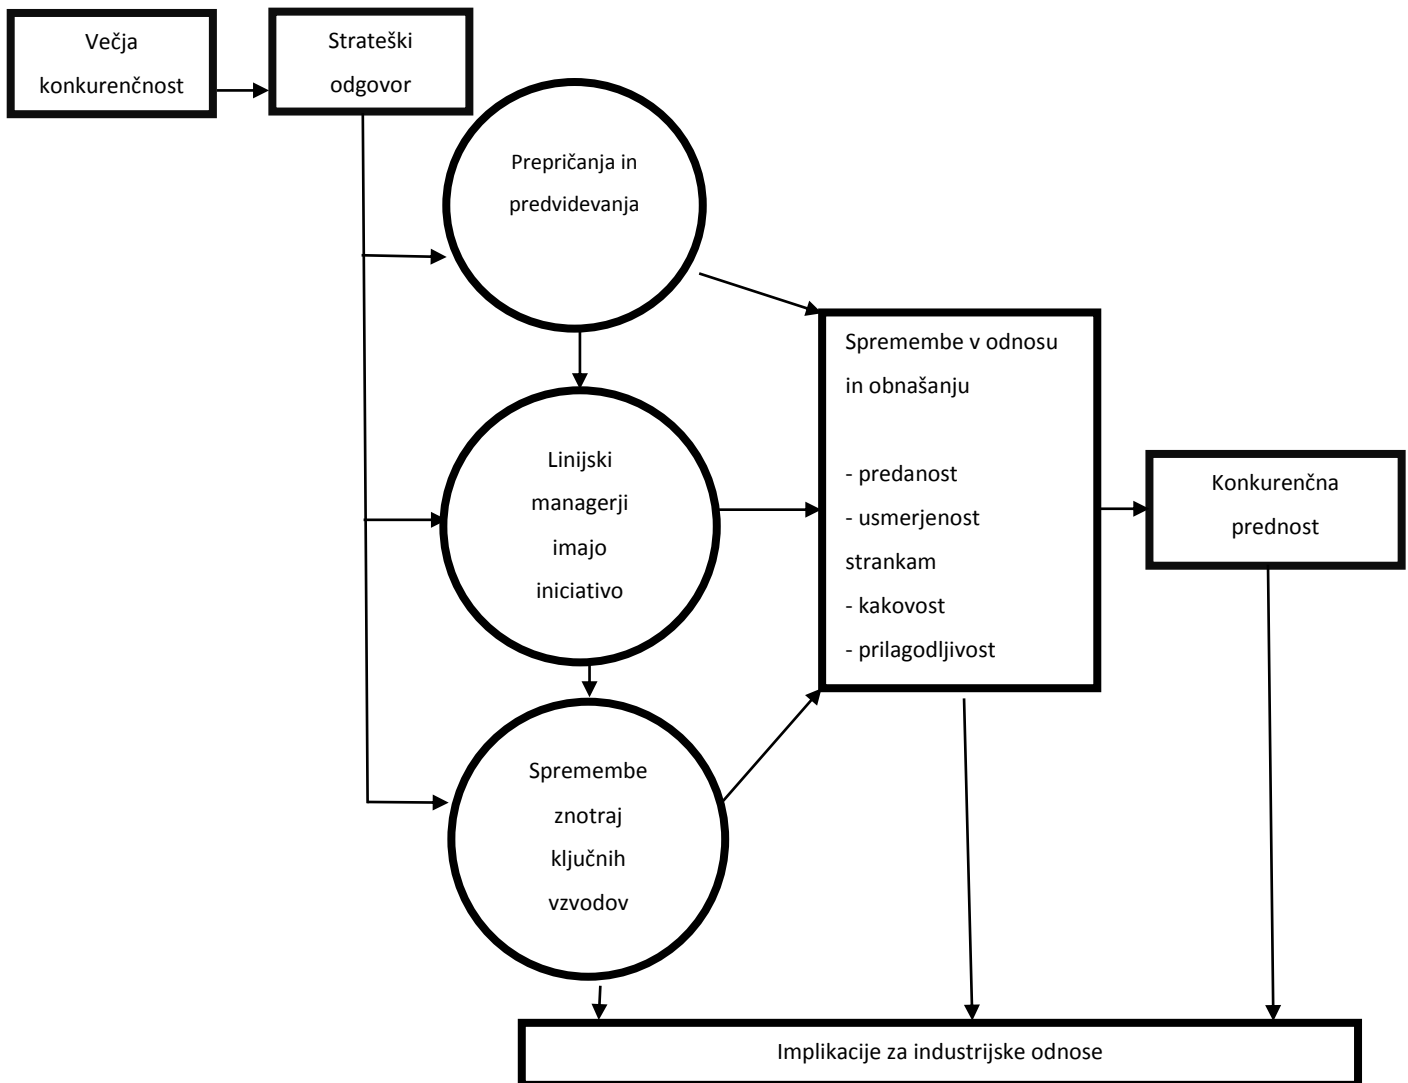 Večja
konkurenčnost
Strateški
odgovor
Prepričanja in
predvidevanja
Linijski
managerji
imajo
iniciativo
Spremembe
znotraj
ključnih
vzvodov
Spremembe v odnosu
in obnašanju
- predanost
- usmerjenost
strankam
- kakovost
- prilagodljivost
Konkurenčna
prednost
Implikacije za industrijske odnose